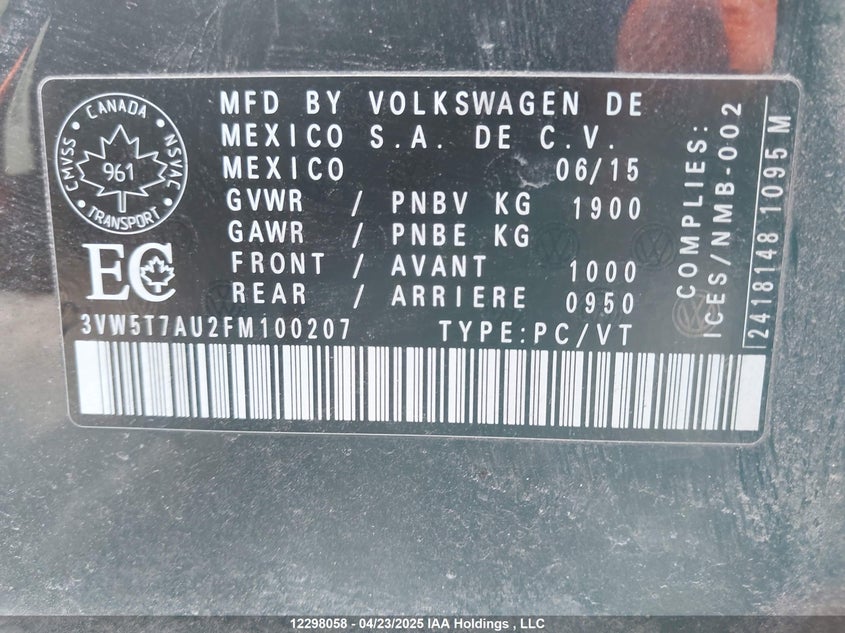 CANADA
CMVSS
NSVAC
961
TRANSPORT
EC
MFD BY VOLKSWAGEN DE
MEXICO S.A. DE C.V.
MEXICO 06/15
GVWR / PNBV KG 1900
GAWR / PNBE KG
FRONT / AVANT 1000
REAR / ARRIERE 0950
3VW5T7AU2FM100207 TYPE:PC/VT
COMPLIES:
ICES/NMB-002
2418148 1095 M
12298058 - 04/23/2025 IAA Holdings , LLC